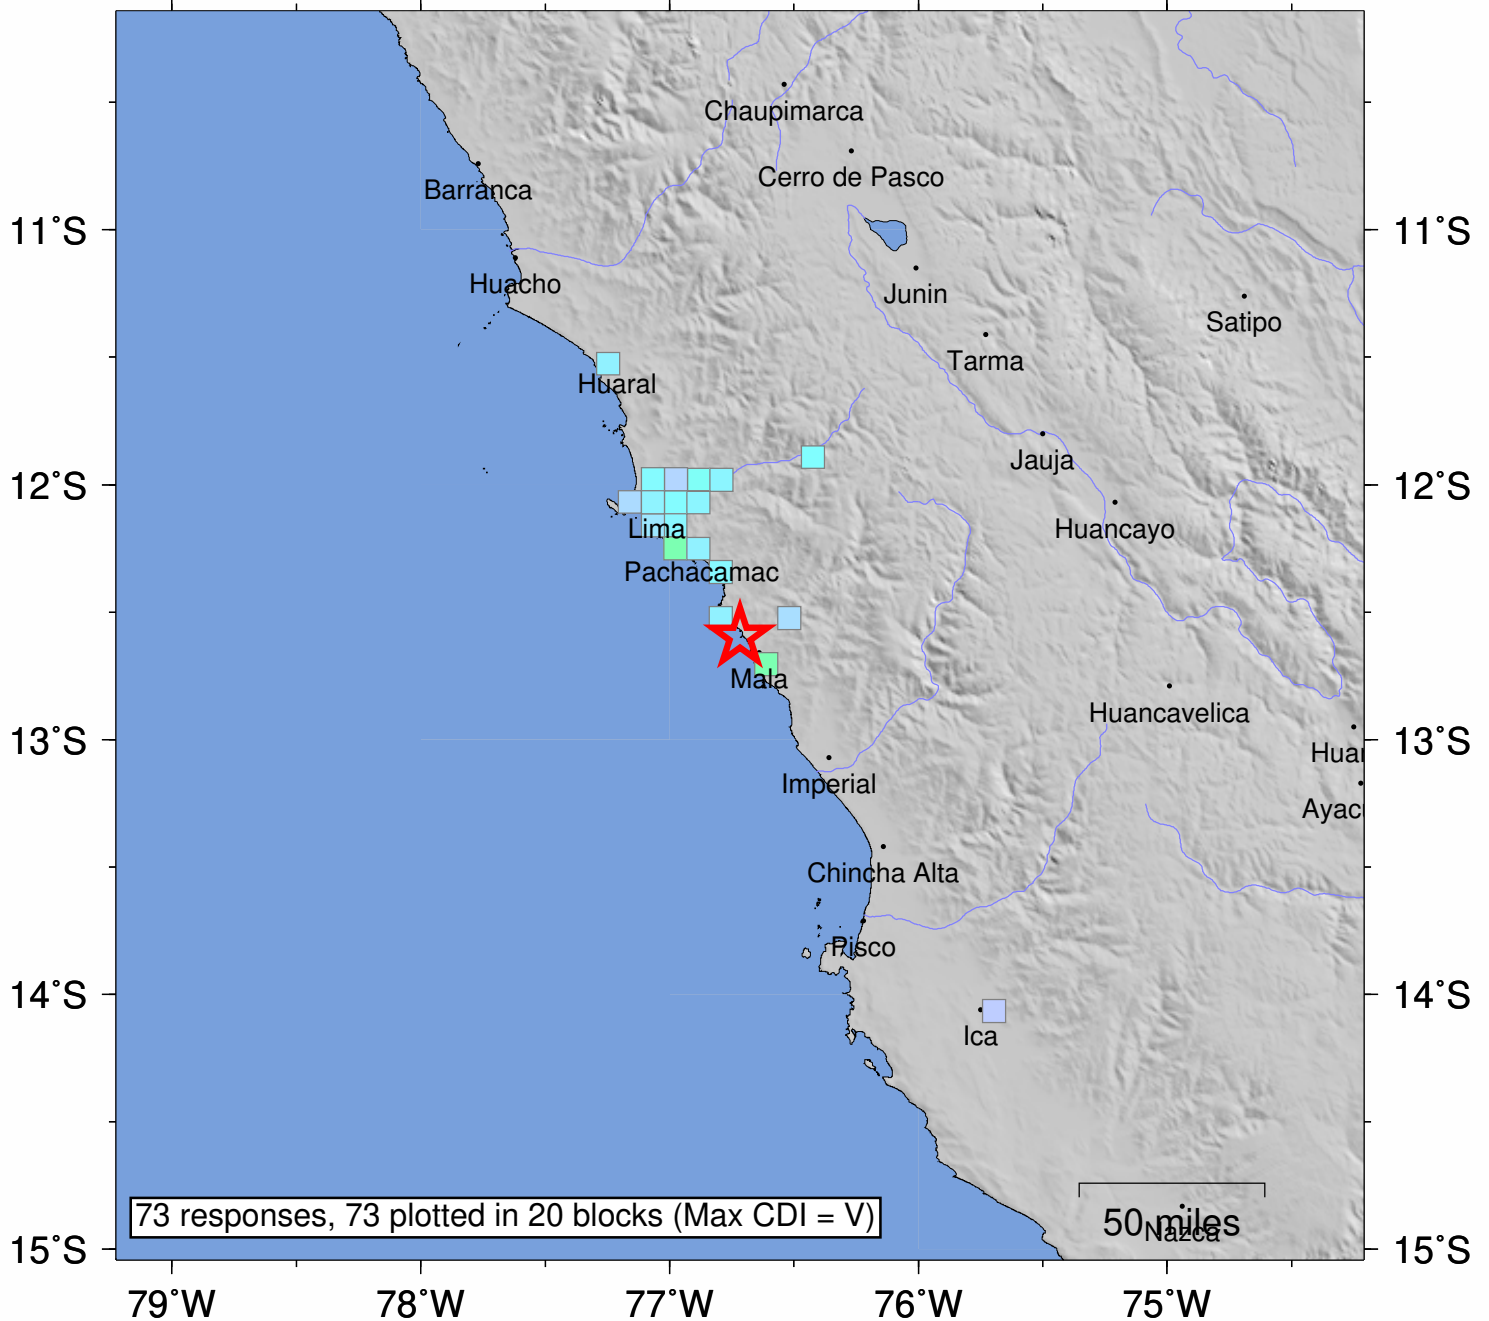 Chaupimarca
Cerro de Pasco
Barranca
11°S
11°S
Huacho
Junin
Satipo
Tarma
Huaral
Jauja
12°S
12°S
Lima
Huancayo
Pachacamac
Mala
Huancavelica
13°S
13°S
Huan
Imperial
Ayacu
Chincha Alta
Pisco
14°S
14°S
Ica
73 responses, 73 plotted in 20 blocks (Max CDI = V)
50 miles
Nazca
15°S
15°S
79°W
78°W
77°W
76°W
75°W